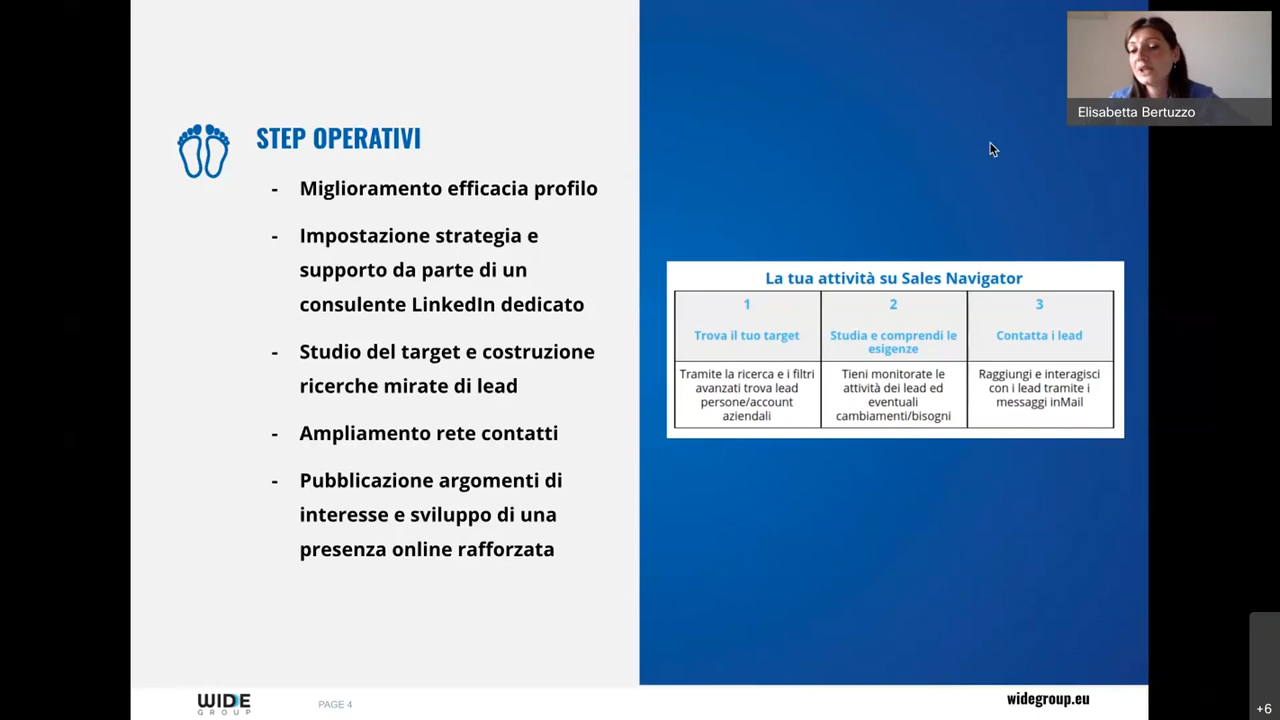 Elisabetta Bertuzzo
STEP OPERATIVI
- Miglioramento efficacia profilo
- Impostazione strategia e
supporto da parte di un
consulente LinkedIn dedicato
- Studio del target e costruzione
ricerche mirate di lead
- Ampliamento rete contatti
- Pubblicazione argomenti di
interesse e sviluppo di una
presenza online rafforzata
La tua attività su Sales Navigator
1
Trova il tuo target
Tramite la ricerca e i filtri
avanzati trova lead
persone/account
aziendali
2
Studia e comprendi le
esigenze
Tieni monitorate le
attività dei lead ed
eventuali
cambiamenti/bisogni
3
Contatta i lead
Raggiungi e interagisci
con i lead tramite i
messaggi inMail
WIDE
GROUP
PAGE 4
widegroup.eu
+6